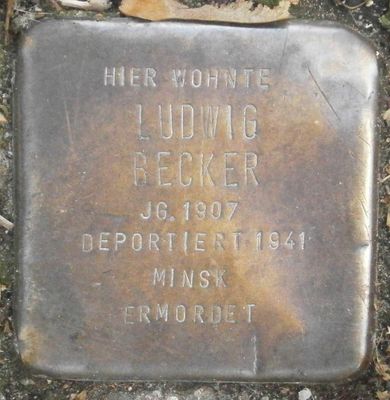 HIER WOHNTE
LUDWIG
BECKER
JG. 1907
DEPORTIERT 1941
MINSK
ERMORDET